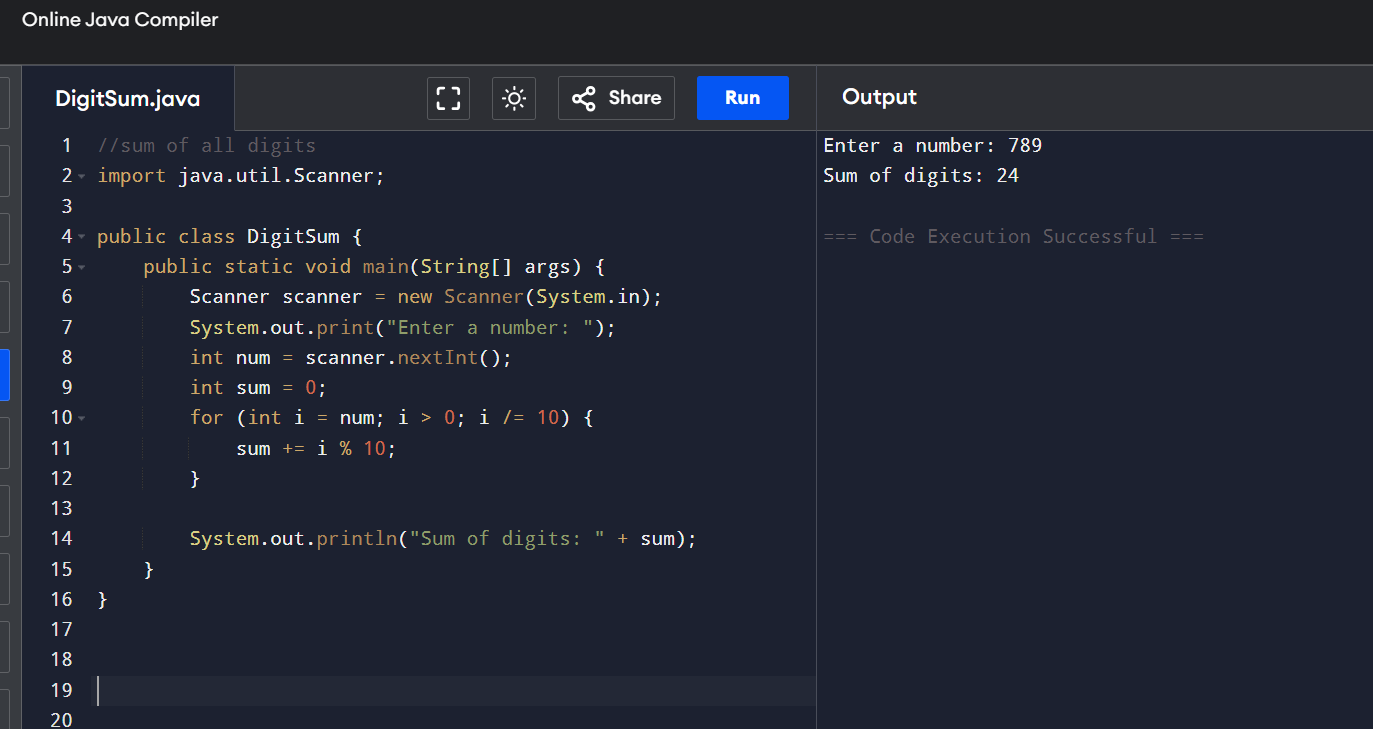 Online Java Compiler
DigitSum.java
Share
Run
Output
1 //sum of all digits
2 import java.util.Scanner;
3
4 public class DigitSum {
5     public static void main(String[] args) {
6         Scanner scanner = new Scanner(System.in);
7         System.out.print("Enter a number: ");
8         int num = scanner.nextInt();
9         int sum = 0;
10         for (int i = num; i > 0; i /= 10) {
11             sum += i % 10;
12         }
13
14         System.out.println("Sum of digits: " + sum);
15     }
16 }
17
18
19
20
Enter a number: 789
Sum of digits: 24
=== Code Execution Successful ===